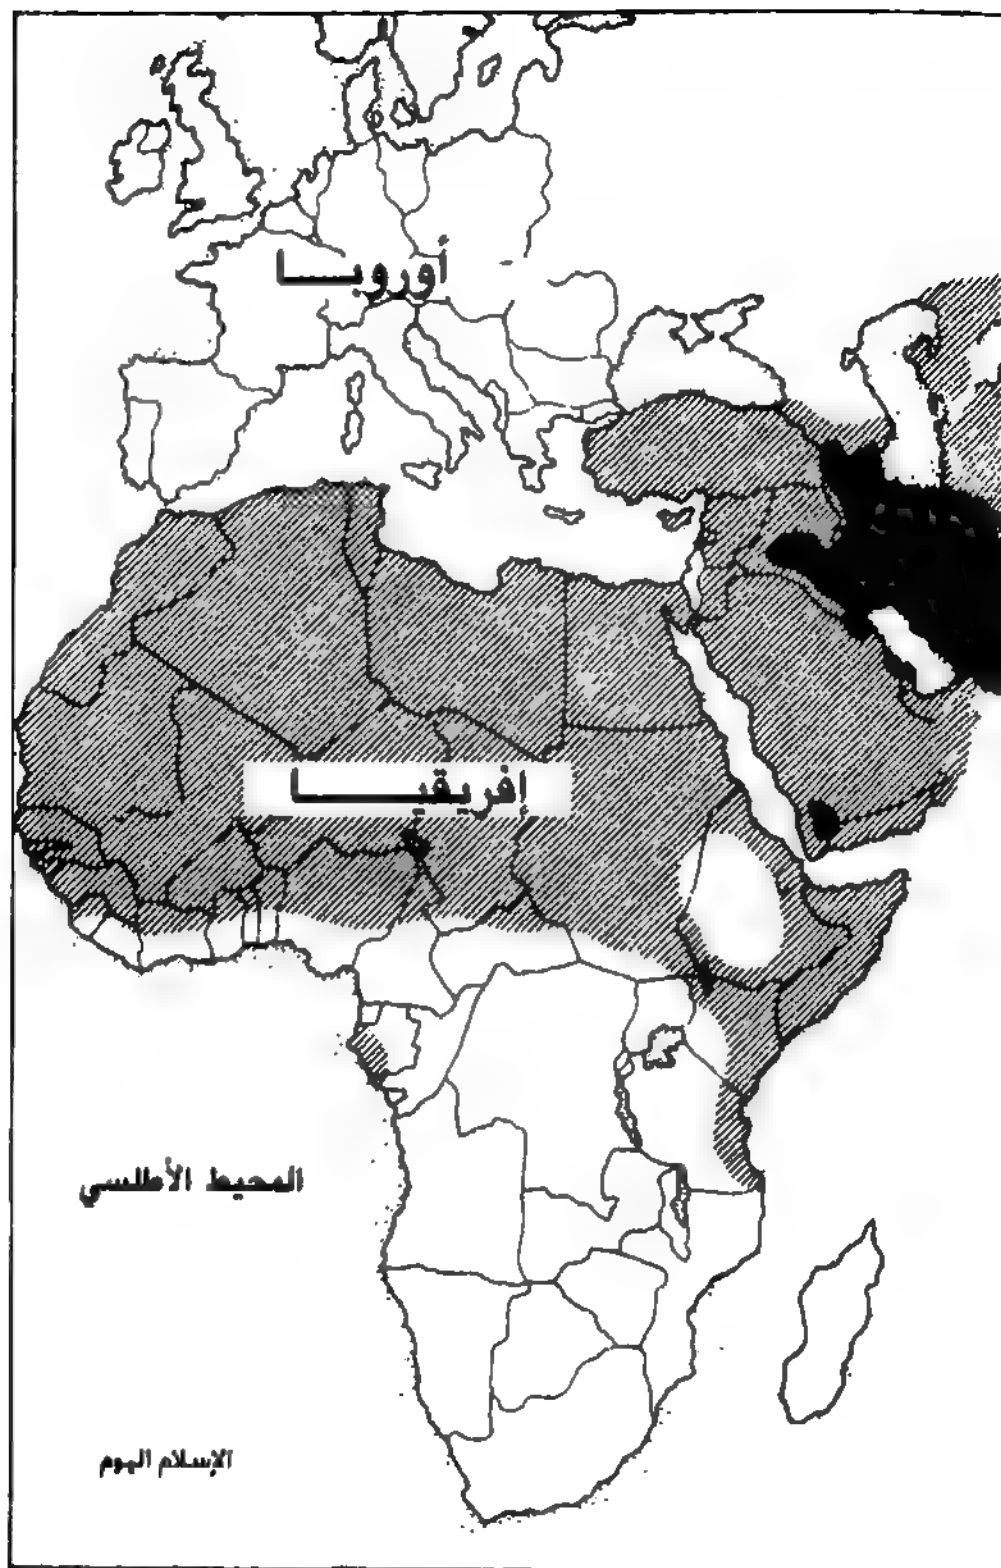 أوروبا
إفريقيا
المحيط الأطلسي
الإسلام اليوم